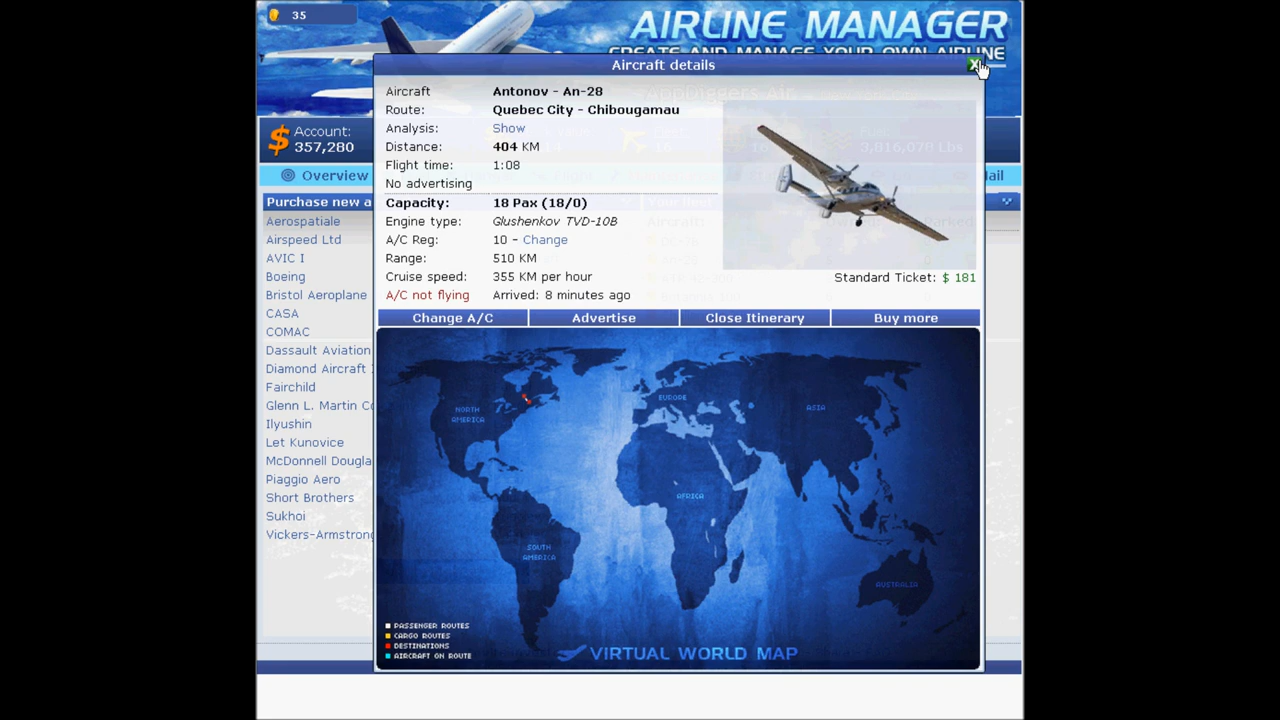 35
AIRLINE MANAGER
CREATE AND MANAGE YOUR OWN AIRLINE
Aircraft details
X
Account:
357,280
3,816,078 Lbs
Overview
Purchase new a
Aerospatiale
Airspeed Ltd
AVIC I
Boeing
Bristol Aeroplane
CASA
COMAC
Dassault Aviation
Diamond Aircraft
Fairchild
Glenn L. Martin Co
Ilyushin
Let Kunovice
McDonnell Dougla
Piaggio Aero
Short Brothers
Sukhoi
Vickers-Armstrong
Aircraft Antonov - An-28
Route: Quebec City - Chibougamau
Analysis: Show
Distance: 404 KM
Flight time: 1:08
No advertising
Capacity: 18 Pax (18/0)
Engine type: Glushenkov TVD-10B
A/C Reg: 10 - Change
Range: 510 KM
Cruise speed: 355 KM per hour
A/C not flying Arrived: 8 minutes ago
Standard Ticket: $ 181
Change A/C Advertise Close Itinerary Buy more
NORTH
AMERICA
EUROPE
ASIA
AFRICA
SOUTH
AMERICA
AUSTRALIA
PASSENGER ROUTES
CARGO ROUTES
DESTINATIONS
AIRCRAFT ON ROUTE
VIRTUAL WORLD MAP